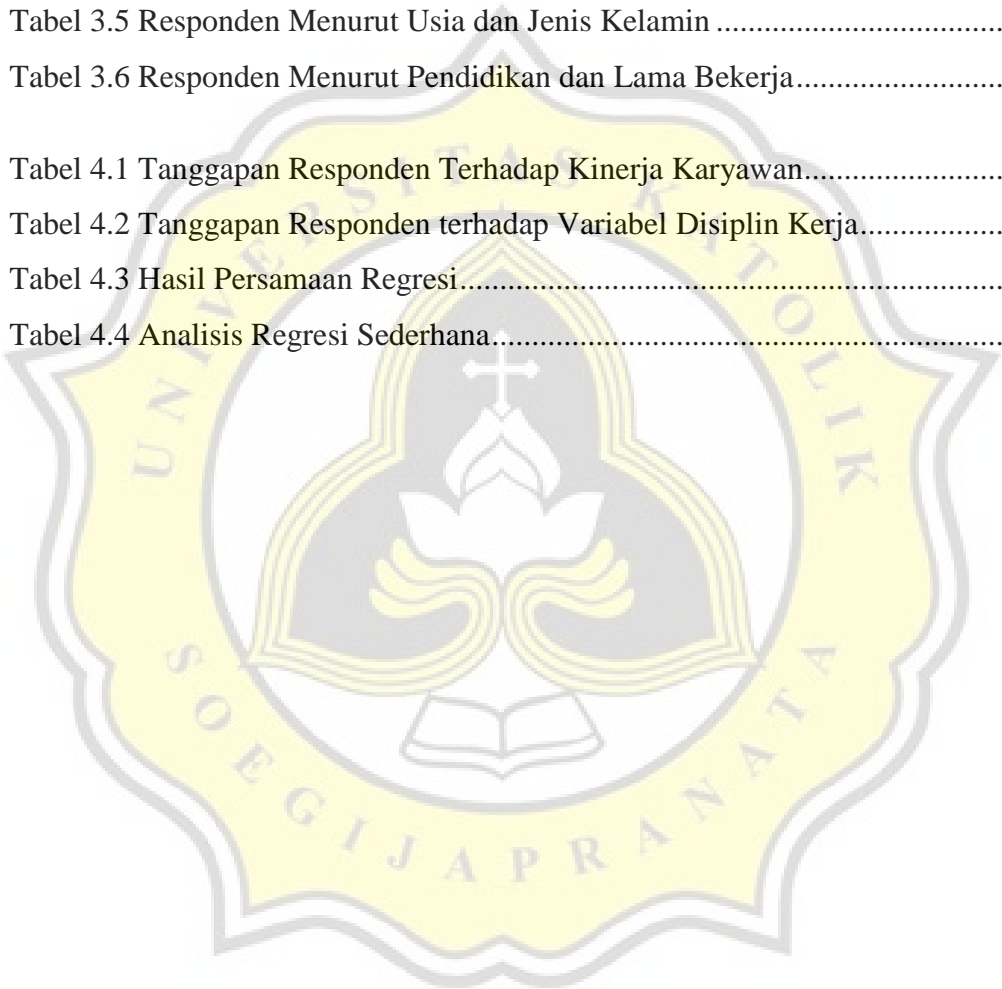 Tabel 3.5 Responden Menurut Usia dan Jenis Kelamin ....................................
Tabel 3.6 Responden Menurut Pendidikan dan Lama Bekerja..........................
Tabel 4.1 Tanggapan Responden Terhadap Kinerja Karyawan.........................
Tabel 4.2 Tanggapan Responden terhadap Variabel Disiplin Kerja..................
Tabel 4.3 Hasil Persamaan Regresi.....................................................................
Tabel 4.4 Analisis Regresi Sederhana.................................................................
UNIVERSITAS KATOLIK
SOEGIJAPRANATA